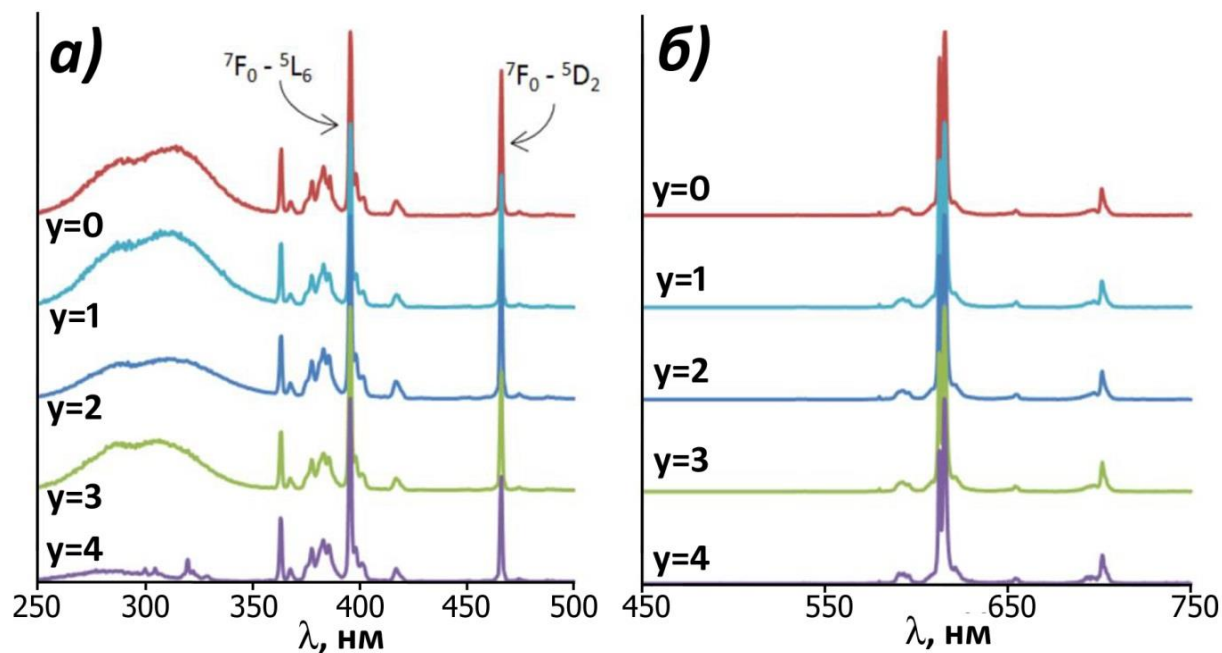 а)
⁷F₀ - ⁵L₆
⁷F₀ - ⁵D₂
y=0
y=1
y=2
y=3
y=4
250 300 350 400 450 500
λ, нм
б)
y=0
y=1
y=2
y=3
y=4
450 550 650 750
λ, нм